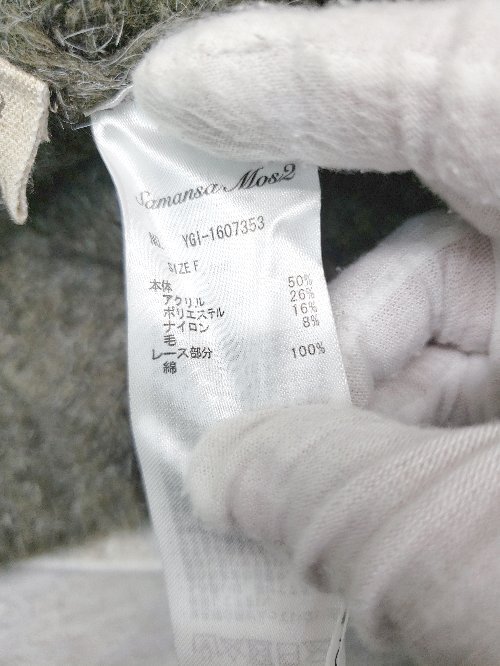 Samansa Mos2
NO. YGI-1607353
SIZE F
本体
アクリル 50%
ポリエステル 26%
ナイロン 16%
毛 8%
レース部分
綿 100%